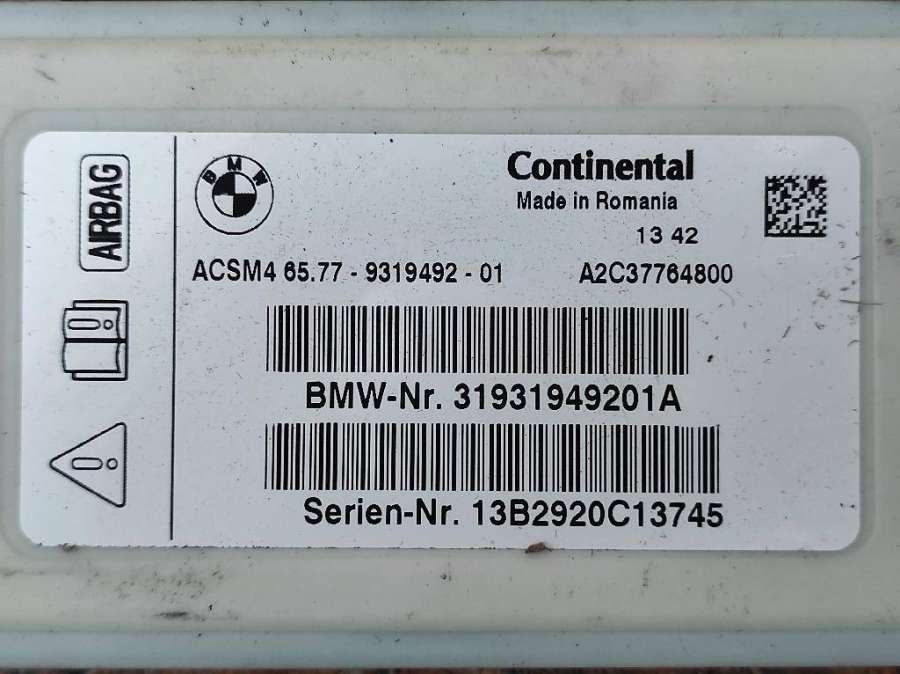 AIRBAG
BMW
Continental
Made in Romania
13 42
ACSM4 65.77 - 9319492 - 01 A2C37764800
BMW-Nr. 31931949201A
Serien-Nr. 13B2920C13745